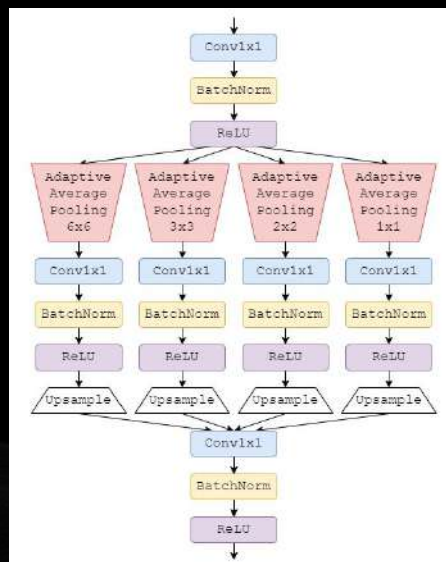 Conv1x1
BatchNorm
ReLU
Adaptive Average Pooling 6x6
Adaptive Average Pooling 3x3
Adaptive Average Pooling 2x2
Adaptive Average Pooling 1x1
Conv1x1 Conv1x1 Conv1x1 Conv1x1
BatchNorm BatchNorm BatchNorm BatchNorm
ReLU ReLU ReLU ReLU
Upsample Upsample Upsample Upsample
Conv1x1
BatchNorm
ReLU